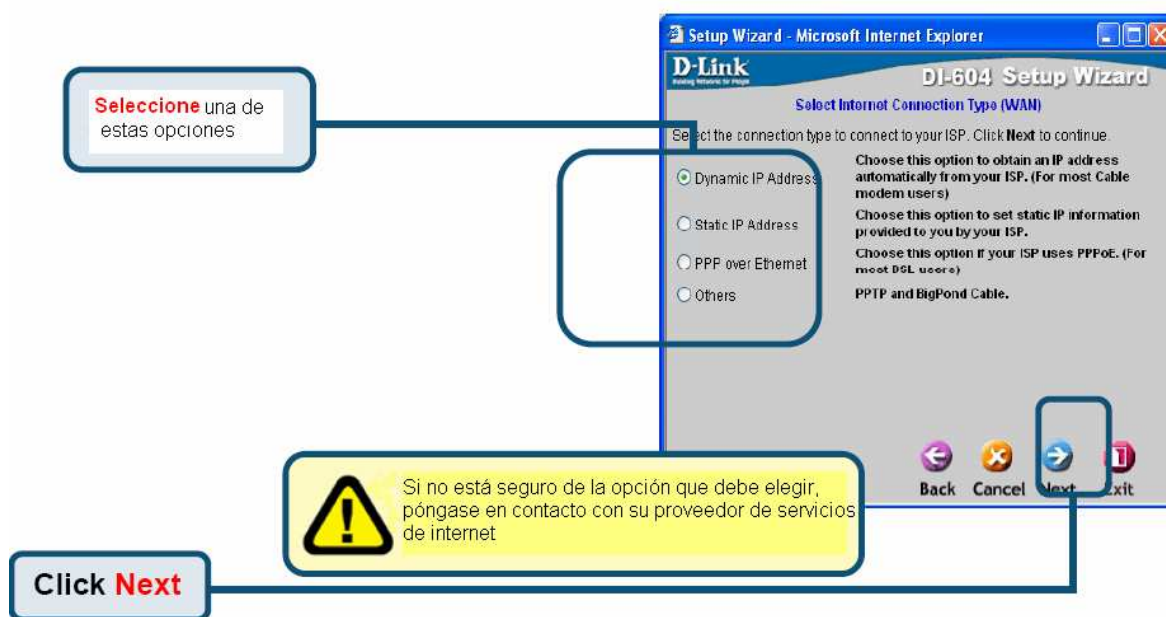 Setup Wizard - Microsoft Internet Explorer
D-Link
Building Networks for People
DI-604 Setup Wizard
Select Internet Connection Type (WAN)
Select the connection type to connect to your ISP. Click Next to continue.
Dynamic IP Address
Choose this option to obtain an IP address
automatically from your ISP. (For most Cable
modem users)
Static IP Address
Choose this option to set static IP information
provided to you by your ISP.
PPP over Ethernet
Choose this option if your ISP uses PPPoE. (For
most DSL users)
Others
PPTP and BigPond Cable.
Back Cancel Next Exit
Seleccione una de
estas opciones
Si no está seguro de la opción que debe elegir,
póngase en contacto con su proveedor de servicios
de internet
Click Next